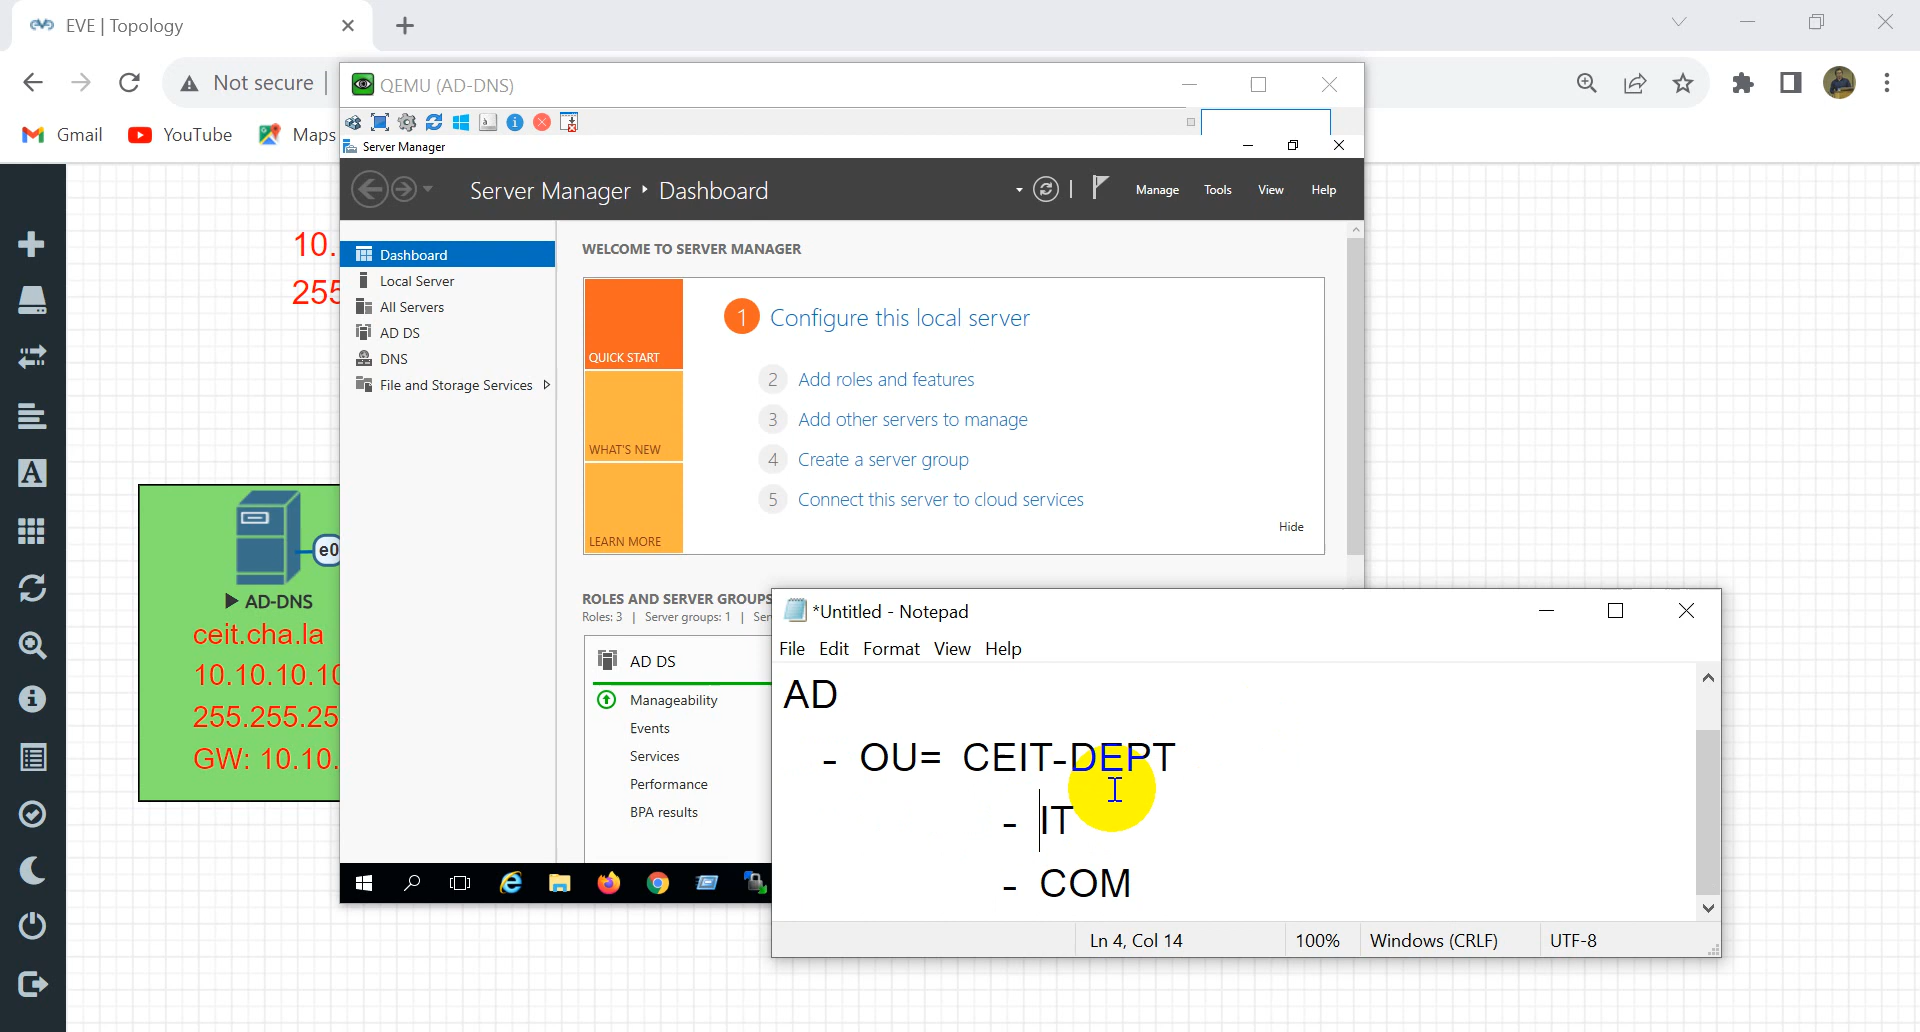 EVE | Topology
Not secure
Gmail
YouTube
Maps
QEMU (AD-DNS)
Server Manager
Server Manager ‣ Dashboard
Manage
Tools
View
Help
Dashboard
Local Server
All Servers
AD DS
DNS
File and Storage Services
WELCOME TO SERVER MANAGER
QUICK START
WHAT'S NEW
LEARN MORE
1 Configure this local server
2 Add roles and features
3 Add other servers to manage
4 Create a server group
5 Connect this server to cloud services
Hide
ROLES AND SERVER GROUPS
Roles: 3 | Server groups: 1 |
AD DS
Manageability
Events
Services
Performance
BPA results
10.
255
e0
AD-DNS
ceit.cha.la
10.10.10.10
255.255.25
GW: 10.10.
*Untitled - Notepad
File Edit Format View Help
AD
- OU= CEIT-DEPT
- IT
- COM
Ln 4, Col 14
100%
Windows (CRLF)
UTF-8